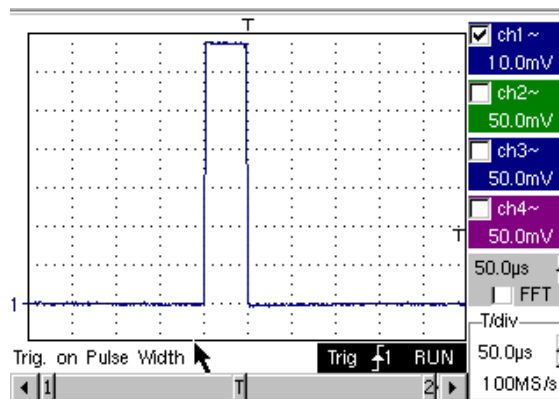 T
ch1 ~
10.0mV
ch2~
50.0mV
ch3~
50.0mV
ch4~
50.0mV
T
50.0µs
FFT
1
T/div
Trig. on Pulse Width
Trig 1 RUN
50.0µs
1 T 2
100MS/s